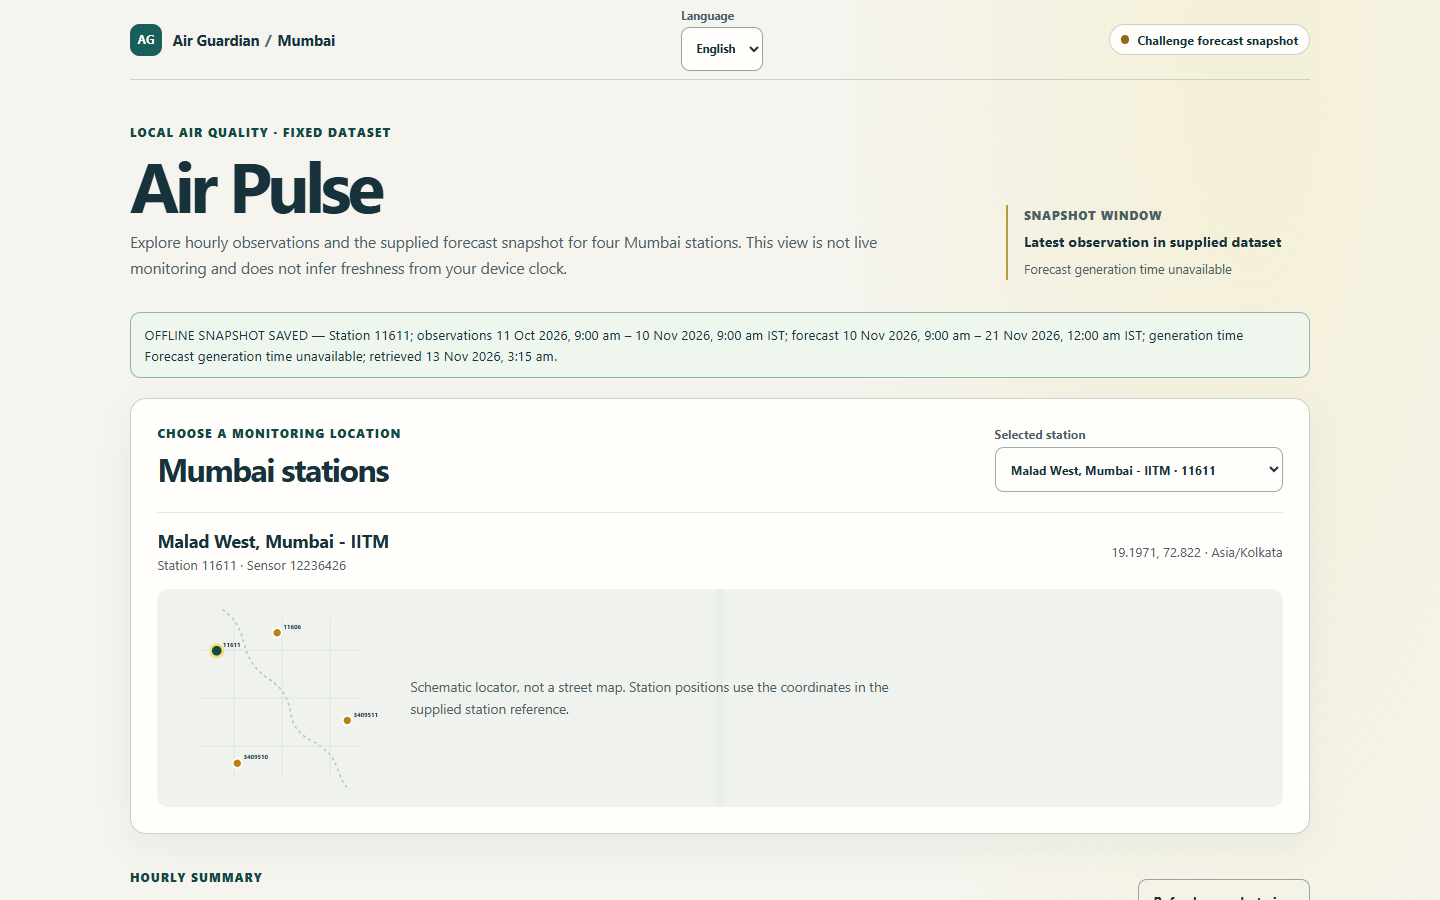 AG
Air Guardian / Mumbai
Language
English
Challenge forecast snapshot
LOCAL AIR QUALITY · FIXED DATASET
Air Pulse
Explore hourly observations and the supplied forecast snapshot for four Mumbai stations. This view is not live
monitoring and does not infer freshness from your device clock.
SNAPSHOT WINDOW
Latest observation in supplied dataset
Forecast generation time unavailable
OFFLINE SNAPSHOT SAVED — Station 11611; observations 11 Oct 2026, 9:00 am – 10 Nov 2026, 9:00 am IST; forecast 10 Nov 2026, 9:00 am – 21 Nov 2026, 12:00 am IST; generation time
Forecast generation time unavailable; retrieved 13 Nov 2026, 3:15 am.
CHOOSE A MONITORING LOCATION
Mumbai stations
Selected station
Malad West, Mumbai - IITM · 11611
Malad West, Mumbai - IITM
Station 11611 · Sensor 12236426
19.1971, 72.822 · Asia/Kolkata
11606
11611
3409511
3409510
Schematic locator, not a street map. Station positions use the coordinates in the
supplied station reference.
HOURLY SUMMARY